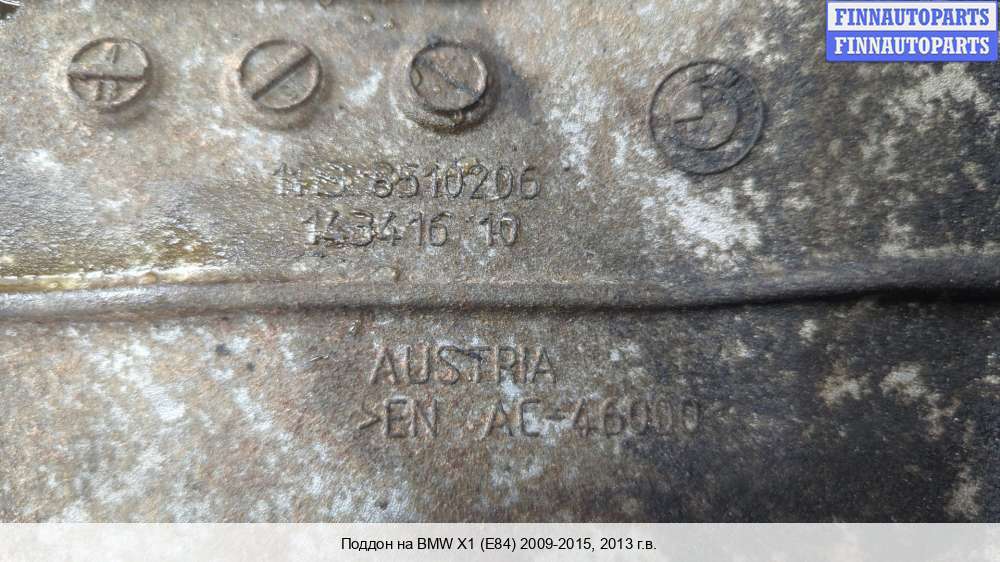 FINNAUTOPARTS
FINNAUTOPARTS
8510206
143416 10
AUSTRIA
>EN AC-46000
Поддон на BMW X1 (E84) 2009-2015, 2013 г.в.